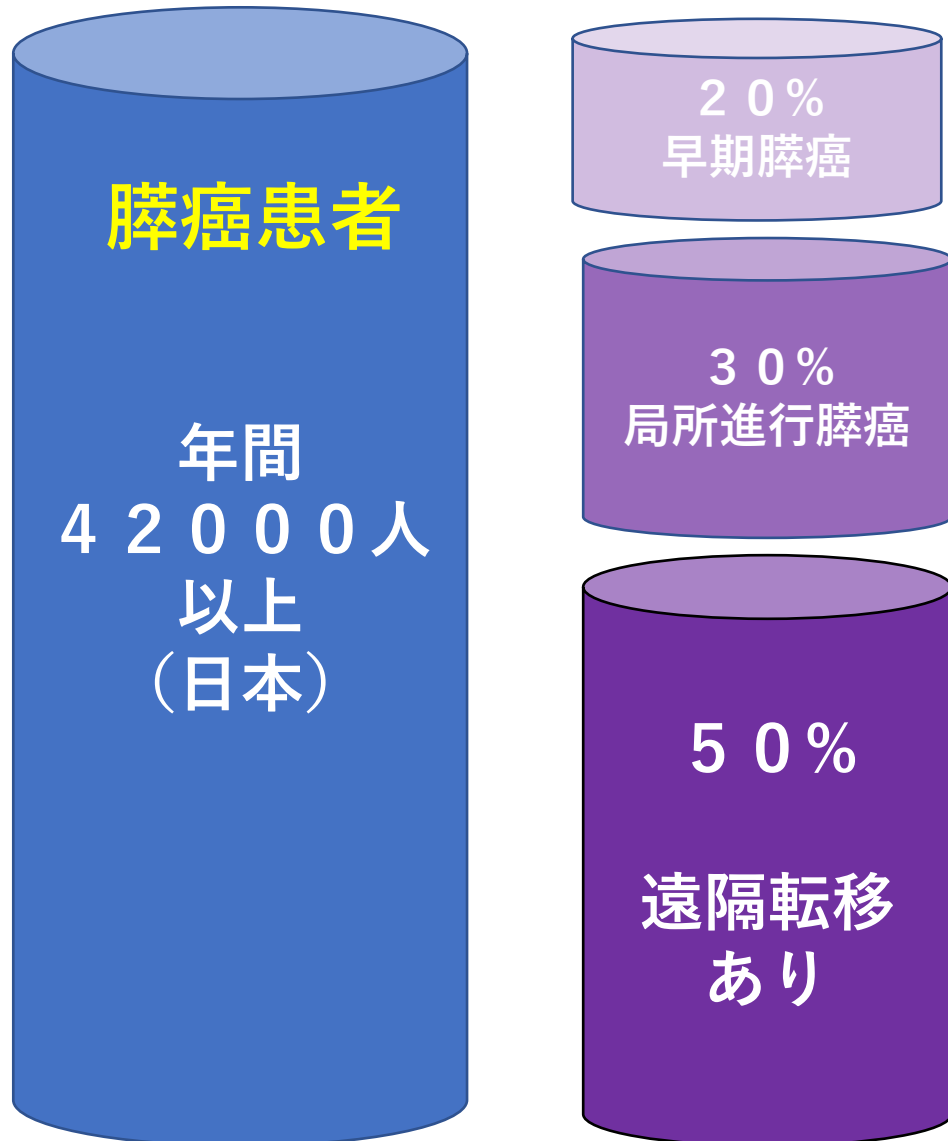 膵癌患者
年間
４２０００人
以上
（日本）
２０%
早期膵癌
３０%
局所進行膵癌
５０%
遠隔転移
あり